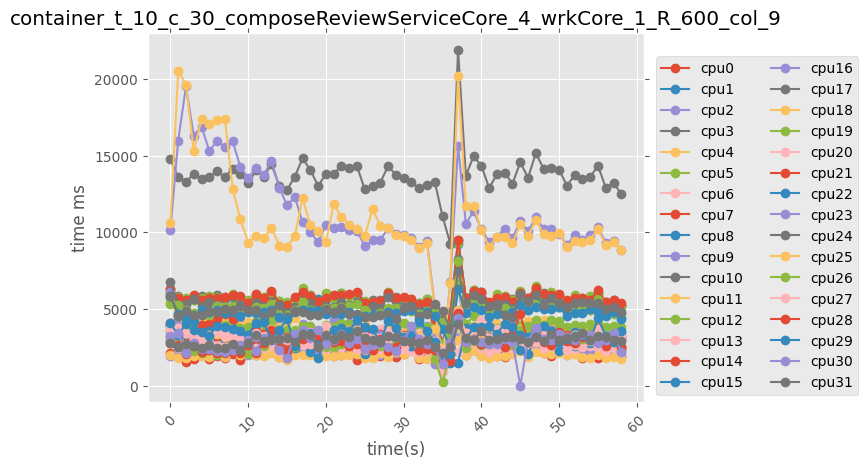 container_t_10_c_30_composeReviewServiceCore_4_wrkCore_1_R_600_col_9
time ms
20000
15000
10000
5000
0
0
10
20
30
40
50
60
time(s)
cpu0
cpu1
cpu2
cpu3
cpu4
cpu5
cpu6
cpu7
cpu8
cpu9
cpu10
cpu11
cpu12
cpu13
cpu14
cpu15
cpu16
cpu17
cpu18
cpu19
cpu20
cpu21
cpu22
cpu23
cpu24
cpu25
cpu26
cpu27
cpu28
cpu29
cpu30
cpu31